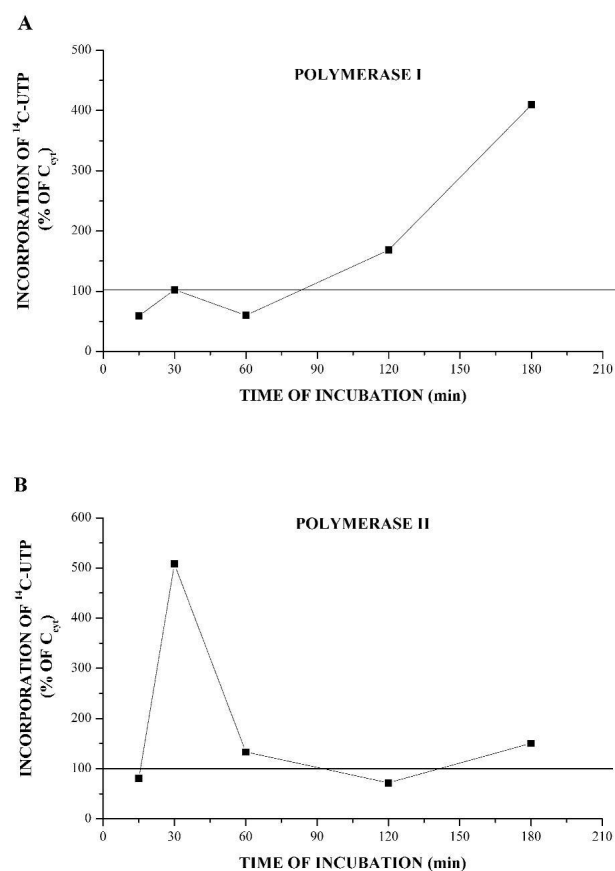 A
POLYMERASE I
INCORPORATION OF ¹⁴C-UTP
(% OF C_cyt)
500
400
300
200
100
0
0 30 60 90 120 150 180 210
TIME OF INCUBATION (min)
B
POLYMERASE II
INCORPORATION OF ¹⁴C-UTP
(% OF C_cyt)
600
500
400
300
200
100
0
0 30 60 90 120 150 180 210
TIME OF INCUBATION (min)